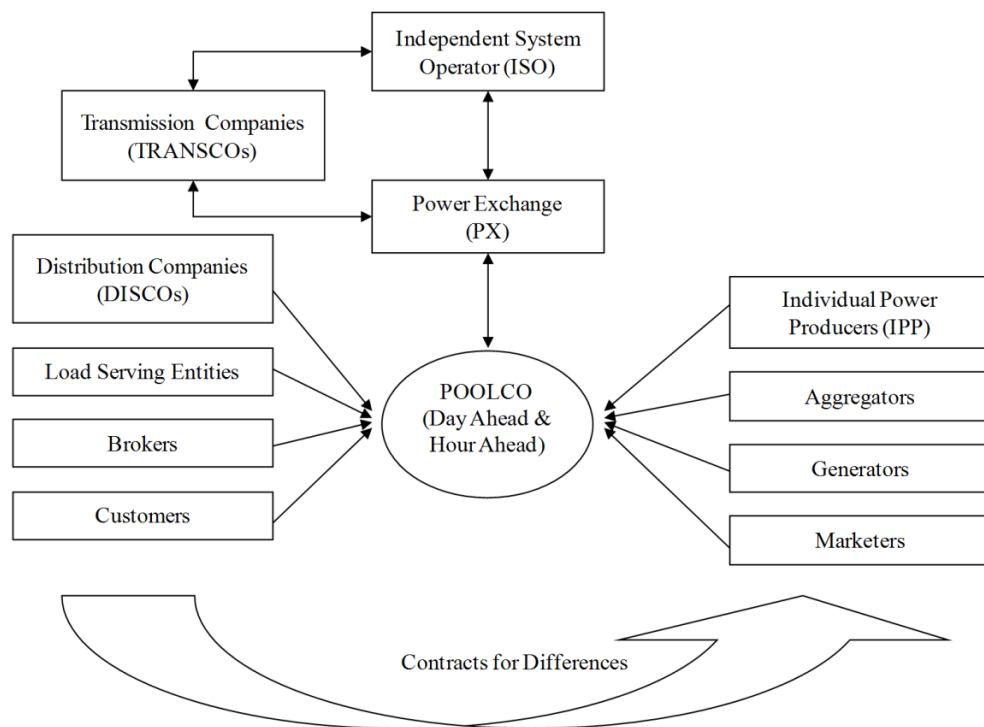 Independent System
Operator (ISO)
Transmission Companies
(TRANSCOs)
Power Exchange
(PX)
Distribution Companies
(DISCOs)
Load Serving Entities
Brokers
Customers
POOLCO
(Day Ahead &
Hour Ahead)
Individual Power
Producers (IPP)
Aggregators
Generators
Marketers
Contracts for Differences